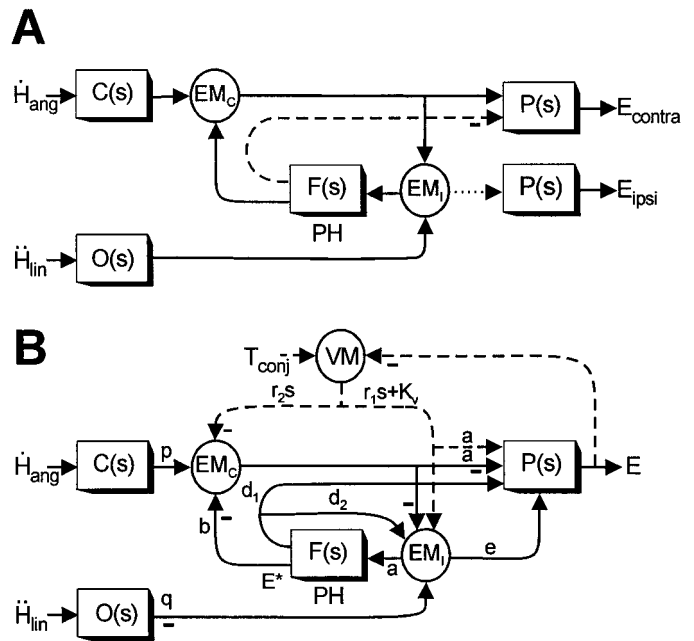 A
Ḣang C(s) EMC P(s) Econtra
-
F(s) EMI P(s) Eipsi
PH
Ḧlin O(s)
B
Tconj VM -
r2s r1s+Kv
- a
Ḣang C(s) p EMC a P(s) E
-
d1 -
b - d2
F(s) a EMI e
E*
PH
Ḧlin O(s) q
-